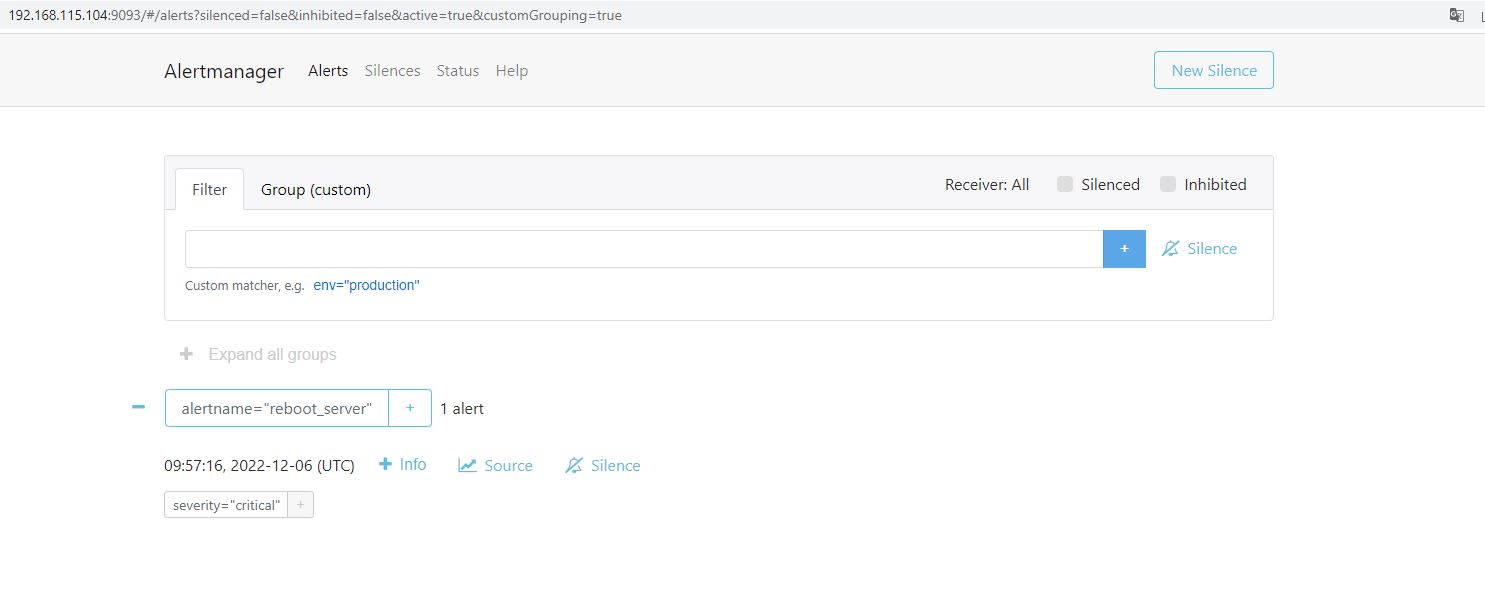 192.168.115.104:9093/#/alerts?silenced=false&inhibited=false&active=true&customGrouping=true
Alertmanager Alerts Silences Status Help New Silence
Filter Group (custom) Receiver: All Silenced Inhibited
+ Silence
Custom matcher, e.g. env="production"
+ Expand all groups
alertname="reboot_server" + 1 alert
09:57:16, 2022-12-06 (UTC) + Info Source Silence
severity="critical" +